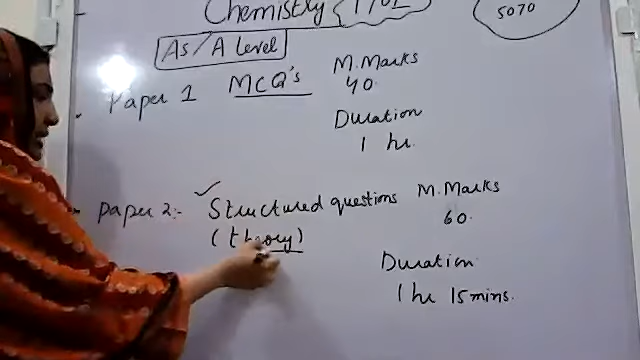 Chemistry 9701
5070
As/A Level
Paper 1 MCQ's M.Marks
40
Duration
1 hr.
✓
Paper 2:- Structured questions M.Marks
(theory) 60.
Duration
1 hr 15 mins.